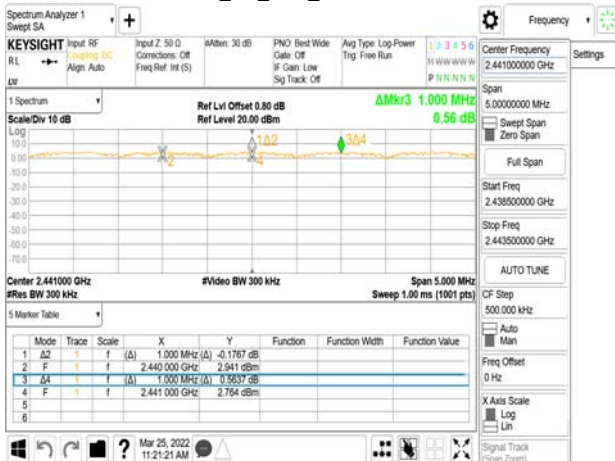 Spectrum Analyzer 1
Swept SA
+
Frequency
KEYSIGHT Input: RF
RL
Coupling: DC
Align: Auto
Input Z: 50 Ω
Corrections: Off
Freq Ref: Int (S)
#Atten: 30 dB
PNO: Best Wide
Gate: Off
IF Gain: Low
Sig Track: Off
Avg Type: Log-Power
Trig: Free Run
1 2 3 4 5 6
M W W W W W
P N N N N N
LM
1 Spectrum
Scale/Div 10 dB
Ref Lvl Offset 0.80 dB
Ref Level 20.00 dBm
ΔMkr3 1.000 MHz
0.56 dB
Log
10.0
0.00
-10.0
-20.0
-30.0
-40.0
-50.0
-60.0
-70.0
2
1Δ2
4
3Δ4
Center 2.441000 GHz
#Video BW 300 kHz
Span 5.000 MHz
#Res BW 300 kHz
Sweep 1.00 ms (1001 pts)
5 Marker Table
Mode Trace Scale X Y Function Function Width Function Value
1 Δ2 1 f (Δ) 1.000 MHz (Δ) -0.1767 dB
2 F 1 f 2.440 000 GHz 2.941 dBm
3 Δ4 1 f (Δ) 1.000 MHz (Δ) 0.5637 dB
4 F 1 f 2.441 000 GHz 2.764 dBm
5
6
?
Mar 25, 2022
11:21:21 AM
Center Frequency
2.441000000 GHz
Settings
Span
5.00000000 MHz
Swept Span
Zero Span
Full Span
Start Freq
2.438500000 GHz
Stop Freq
2.443500000 GHz
AUTO TUNE
CF Step
500.000 kHz
Auto
Man
Freq Offset
0 Hz
X Axis Scale
Log
Lin
Signal Track
(Span Zoom)